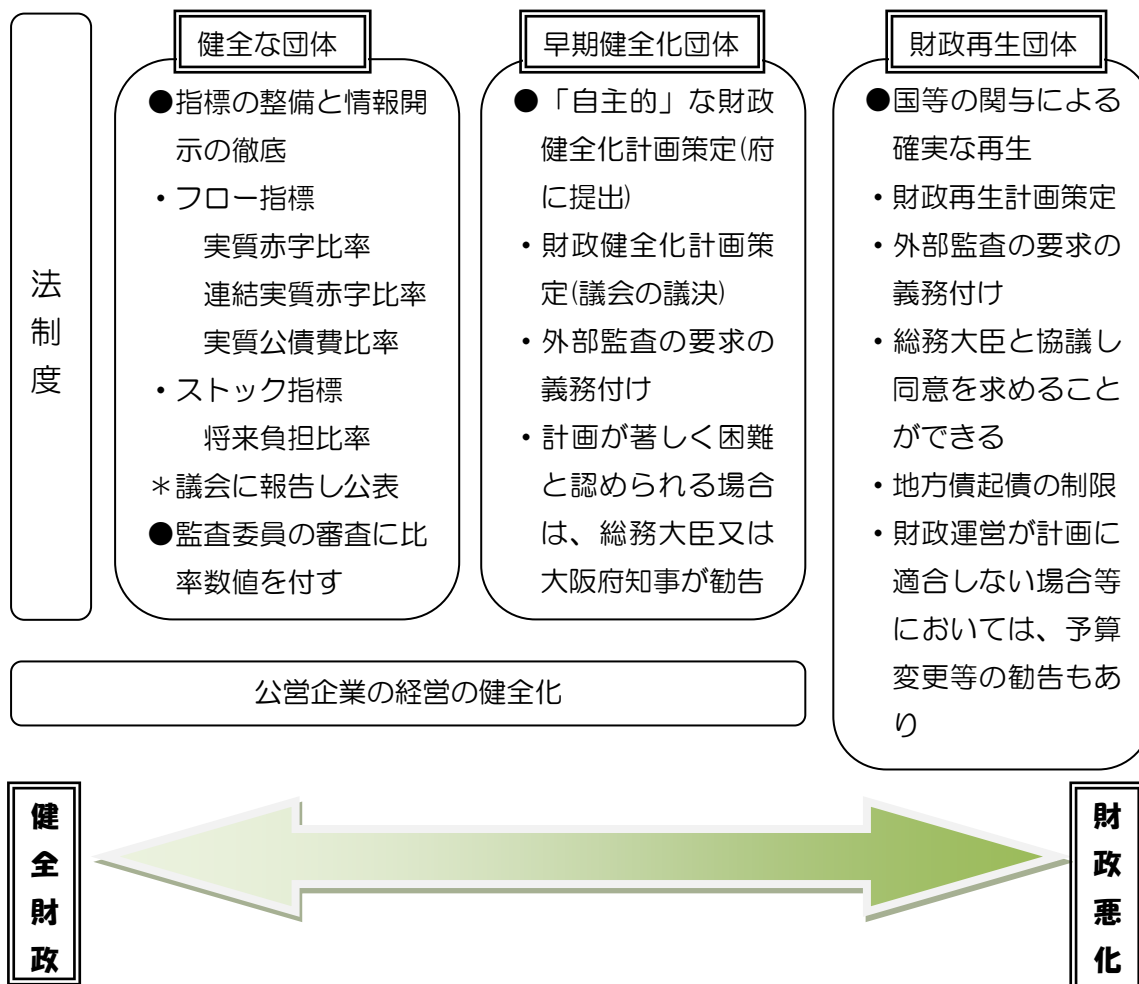 法制度
健全な団体
●指標の整備と情報開
示の徹底
・フロー指標
実質赤字比率
連結実質赤字比率
実質公債費比率
・ストック指標
将来負担比率
＊議会に報告し公表
●監査委員の審査に比
率数値を付す
早期健全化団体
●「自主的」な財政
健全化計画策定(府
に提出)
・財政健全化計画策
定(議会の議決)
・外部監査の要求の
義務付け
・計画が著しく困難
と認められる場合
は、総務大臣又は
大阪府知事が勧告
財政再生団体
●国等の関与による
確実な再生
・財政再生計画策定
・外部監査の要求の
義務付け
・総務大臣と協議し
同意を求めること
ができる
・地方債起債の制限
・財政運営が計画に
適合しない場合等
においては、予算
変更等の勧告もあ
り
公営企業の経営の健全化
健全財政
財政悪化